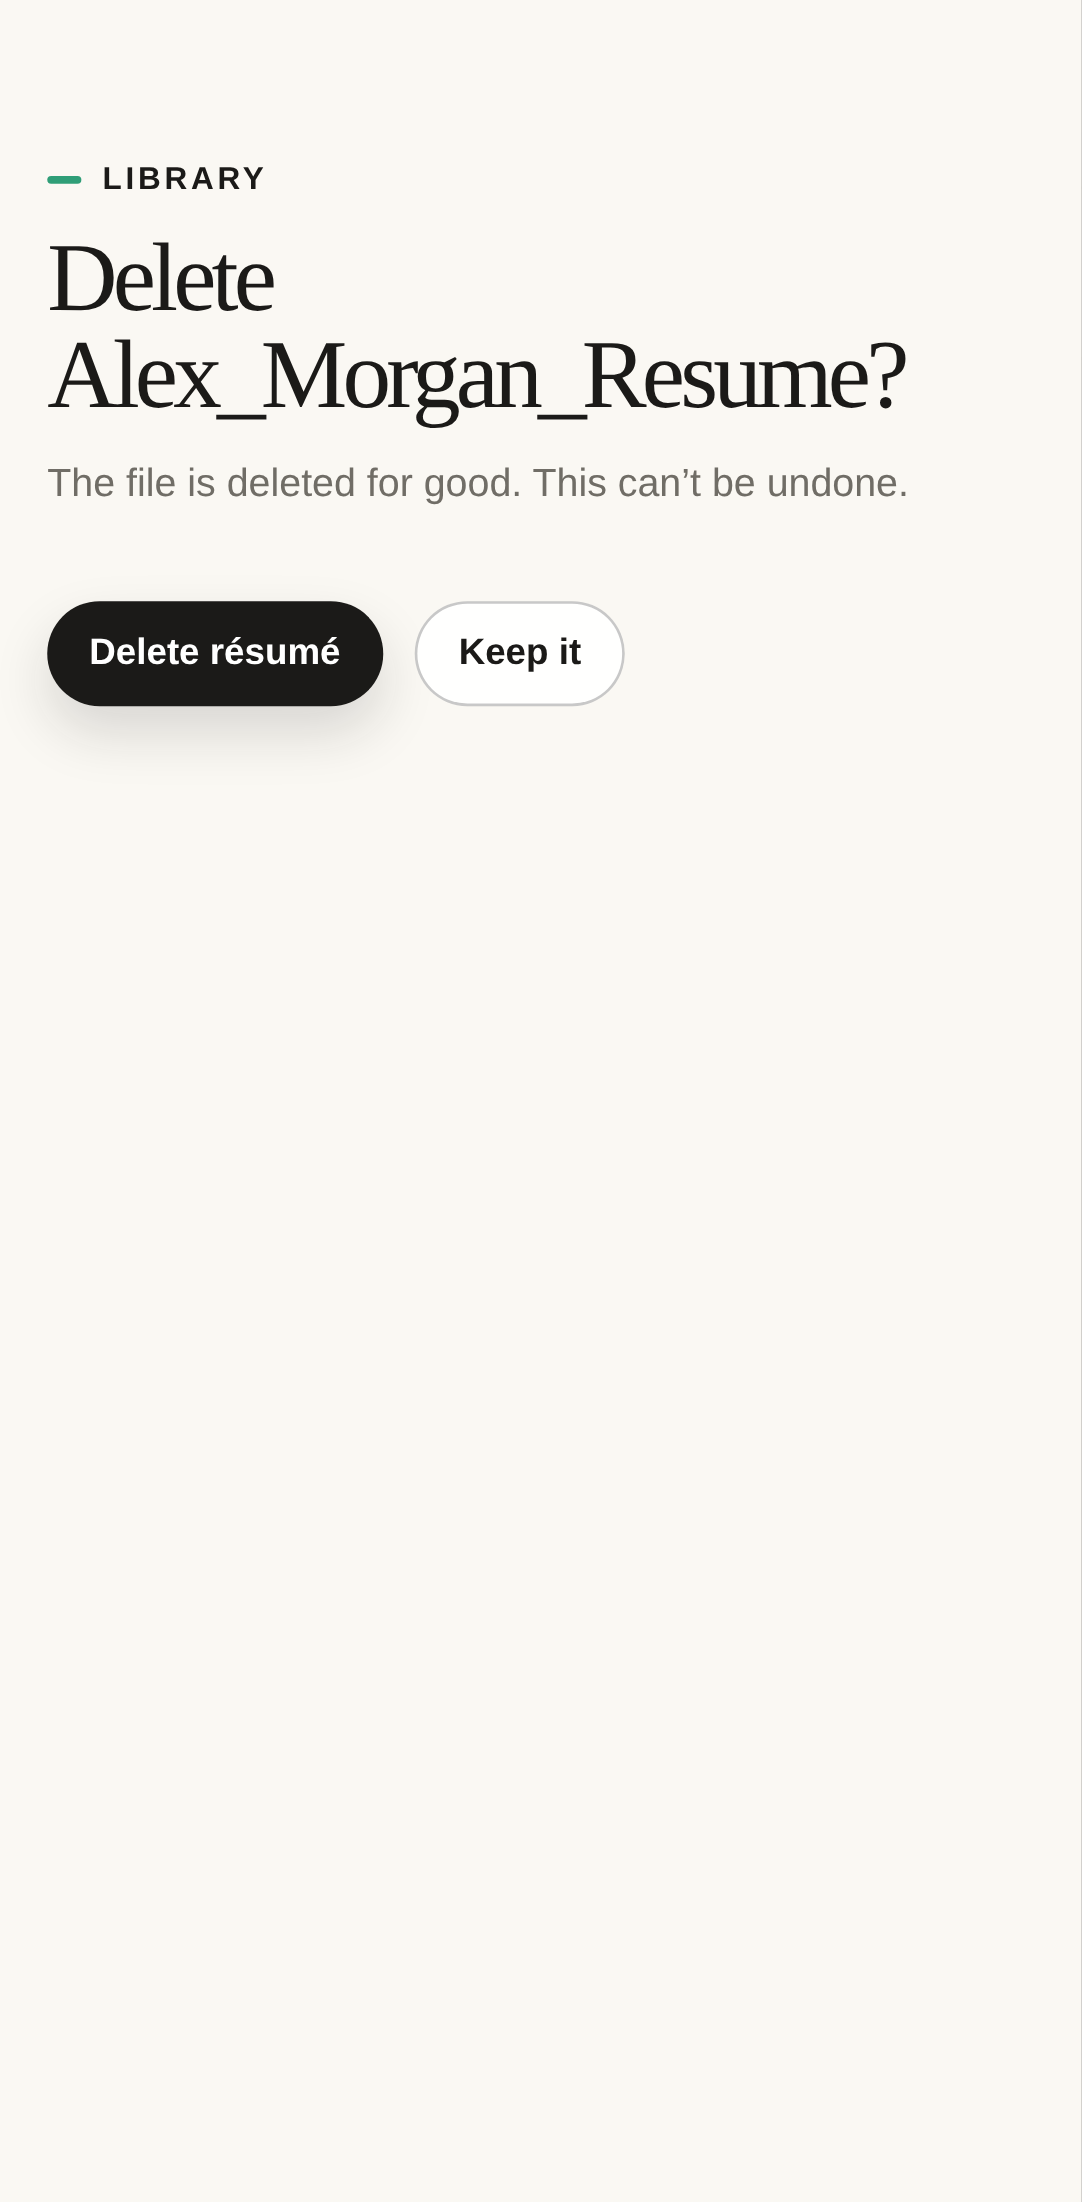 LIBRARY
Delete
Alex_Morgan_Resume?
The file is deleted for good. This can’t be undone.
Delete résumé
Keep it